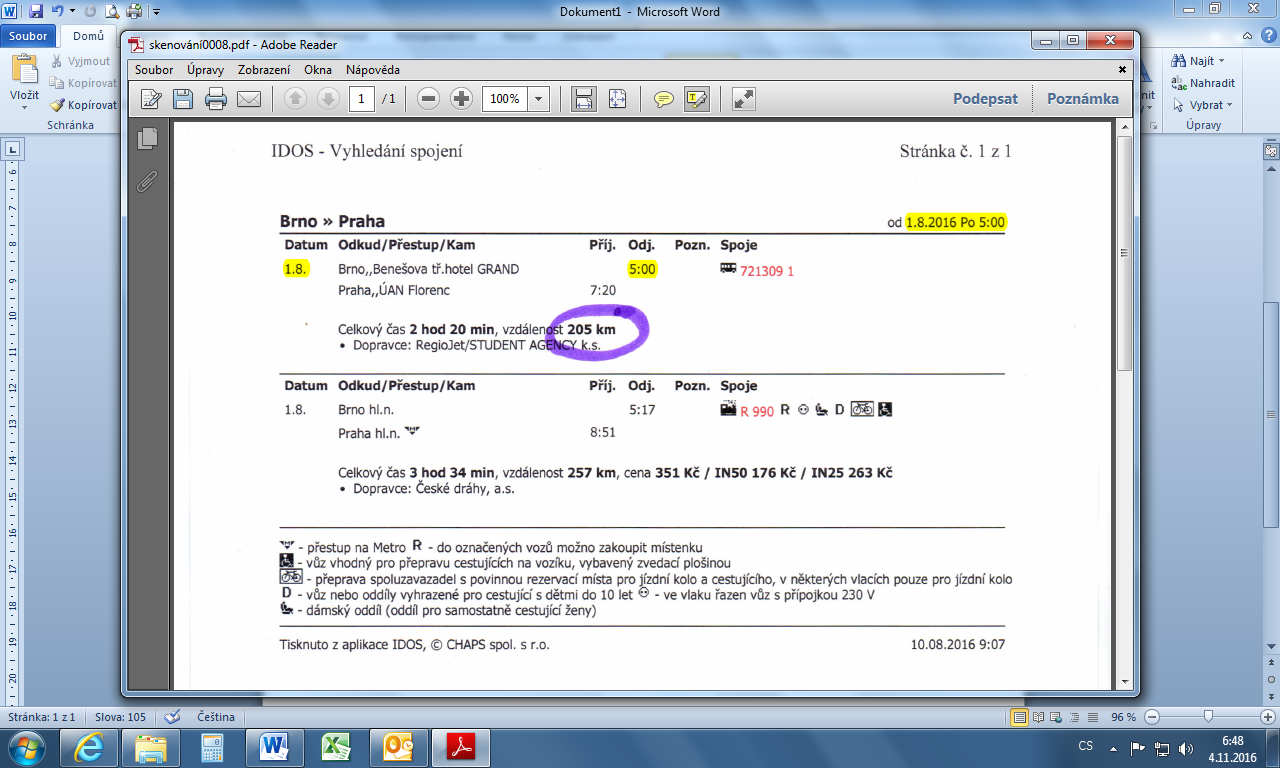 Dokument1 - Microsoft Word
Soubor Domů
Vložit
Vyjmout
Kopírovat
Kopírovat
Schránka
Najít
Nahradit
Vybrat
Úpravy
skenování0008.pdf - Adobe Reader
Soubor Úpravy Zobrazení Okna Nápověda
1 / 1 100% Podepsat Poznámka
IDOS - Vyhledání spojení Stránka č. 1 z 1
Brno » Praha od 1.8.2016 Po 5:00
Datum Odkud/Přestup/Kam Příj. Odj. Pozn. Spoje
1.8. Brno,,Benešova tř.hotel GRAND 5:00 721309 1
Praha,,ÚAN Florenc 7:20
Celkový čas 2 hod 20 min, vzdálenost 205 km
• Dopravce: RegioJet/STUDENT AGENCY k.s.
Datum Odkud/Přestup/Kam Příj. Odj. Pozn. Spoje
1.8. Brno hl.n. 5:17 R 990 R D
Praha hl.n. 8:51
Celkový čas 3 hod 34 min, vzdálenost 257 km, cena 351 Kč / IN50 176 Kč / IN25 263 Kč
• Dopravce: České dráhy, a.s.
- přestup na Metro R - do označených vozů možno zakoupit místenku
- vůz vhodný pro přepravu cestujících na vozíku, vybavený zvedací plošinou
- přeprava spoluzavazadel s povinnou rezervací místa pro jízdní kolo a cestujícího, v některých vlacích pouze pro jízdní kolo
D - vůz nebo oddíly vyhrazené pro cestující s dětmi do 10 let - ve vlaku řazen vůz s přípojkou 230 V
- dámský oddíl (oddíl pro samostatně cestující ženy)
Tisknuto z aplikace IDOS, © CHAPS spol. s r.o. 10.08.2016 9:07
Stránka: 1 z 1 Slova: 105 Čeština 96 %
CS 6:48
4.11.2016